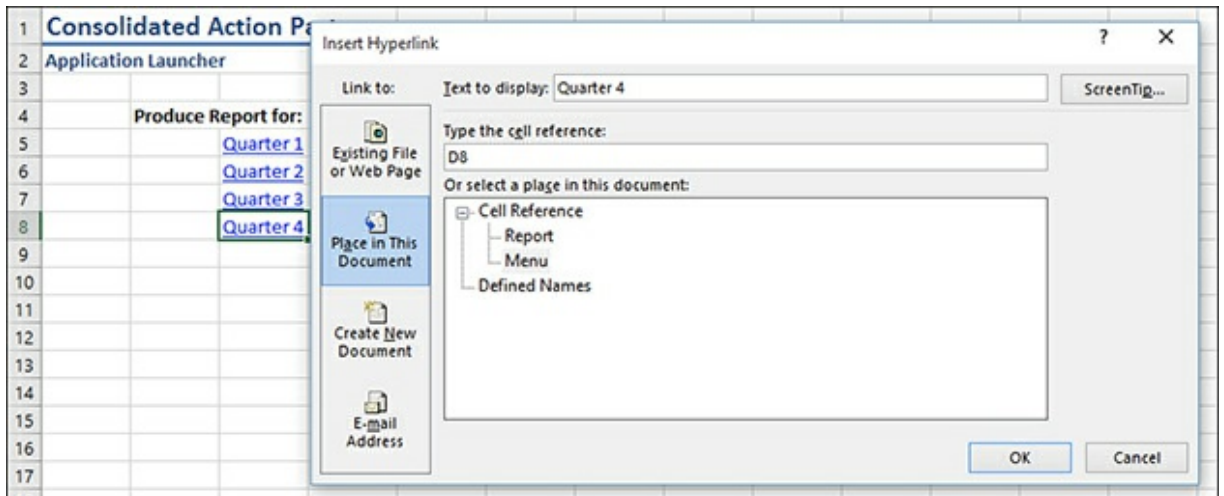 1 Consolidated Action
2 Application Launcher
3
4 Produce Report for:
5 Quarter 1
6 Quarter 2
7 Quarter 3
8 Quarter 4
9
10
11
12
13
14
15
16
17
Insert Hyperlink
? ×
Link to:
Text to display: Quarter 4
ScreenTip...
Existing File
or Web Page
Place in This
Document
Create New
Document
E-mail
Address
Type the cell reference:
D8
Or select a place in this document:
Cell Reference
Report
Menu
Defined Names
OK Cancel